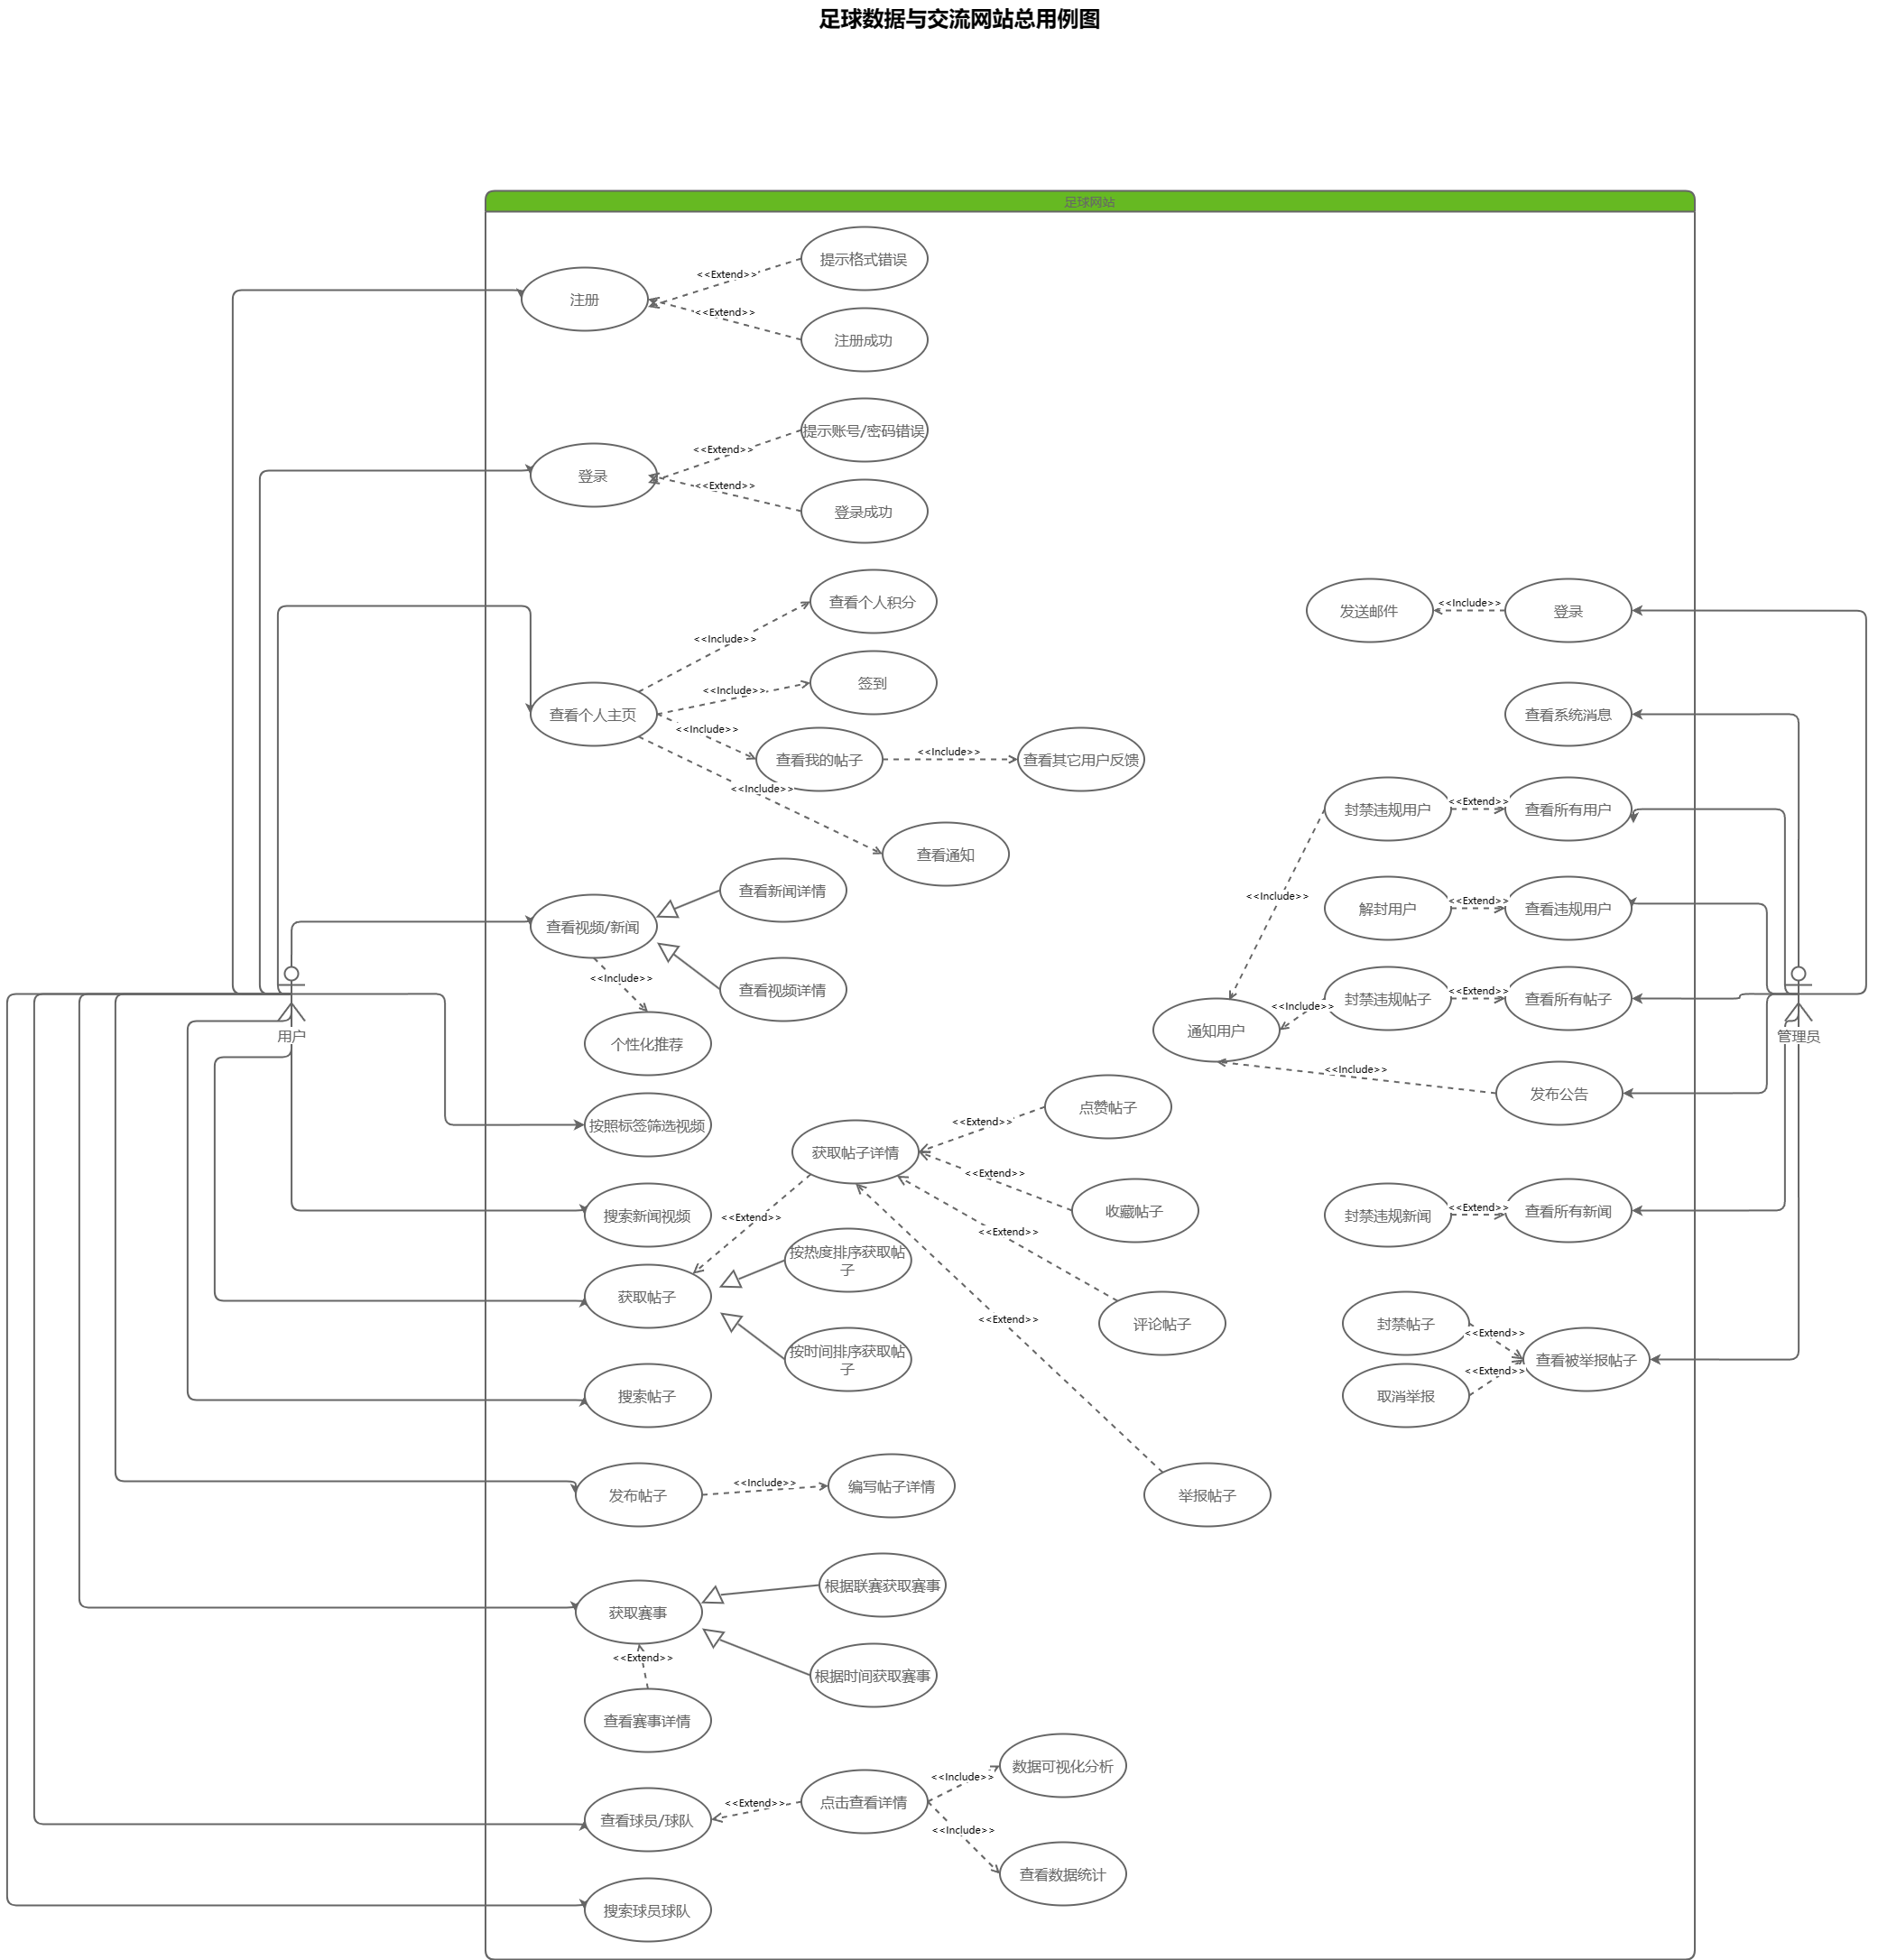 足球数据与交流网站总用例图
足球网站
提示格式错误
<<Extend>>
注册
<<Extend>>
注册成功
提示账号/密码错误
<<Extend>>
登录
<<Extend>>
登录成功
查看个人积分
<<Include>>
签到
<<Include>>
查看个人主页
<<Include>>
查看我的帖子
<<Include>>
查看其它用户反馈
<<Include>>
查看通知
查看新闻详情
查看视频/新闻
<<Include>>
查看视频详情
个性化推荐
用户
按照标签筛选视频
点赞帖子
<<Extend>>
获取帖子详情
<<Extend>>
收藏帖子
搜索新闻视频
<<Extend>>
<<Extend>>
按热度排序获取帖
子
获取帖子
<<Extend>>
评论帖子
按时间排序获取帖
子
搜索帖子
发布帖子
<<Include>>
编写帖子详情
举报帖子
根据联赛获取赛事
获取赛事
<<Extend>>
根据时间获取赛事
查看赛事详情
数据可视化分析
<<Include>>
点击查看详情
<<Extend>>
查看球员/球队
<<Include>>
查看数据统计
搜索球员球队
发送邮件
<<Include>>
登录
查看系统消息
封禁违规用户
<<Extend>>
查看所有用户
<<Include>>
解封用户
<<Extend>>
查看违规用户
封禁违规帖子
<<Extend>>
查看所有帖子
<<Include>>
通知用户
管理员
<<Include>>
发布公告
封禁违规新闻
<<Extend>>
查看所有新闻
封禁帖子
<<Extend>>
查看被举报帖子
<<Extend>>
取消举报